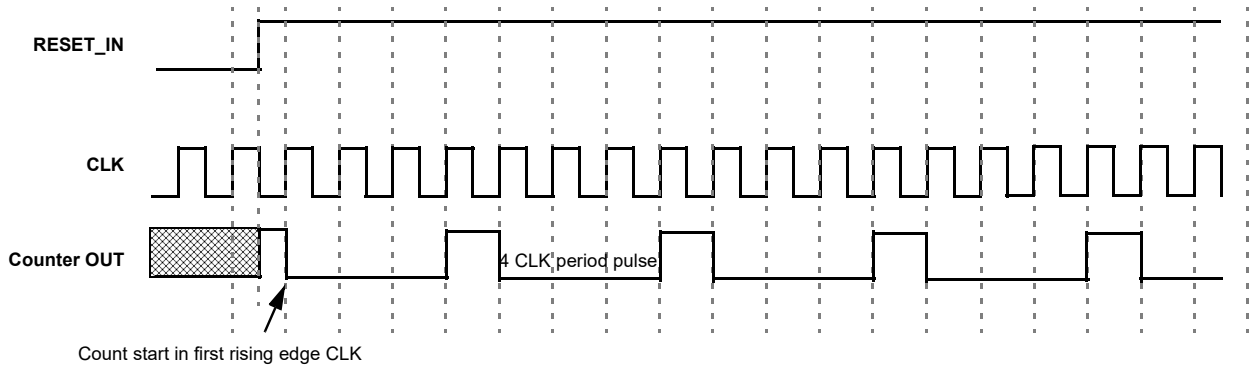 RESET_IN
CLK
Counter OUT
4 CLK period pulse
Count start in first rising edge CLK